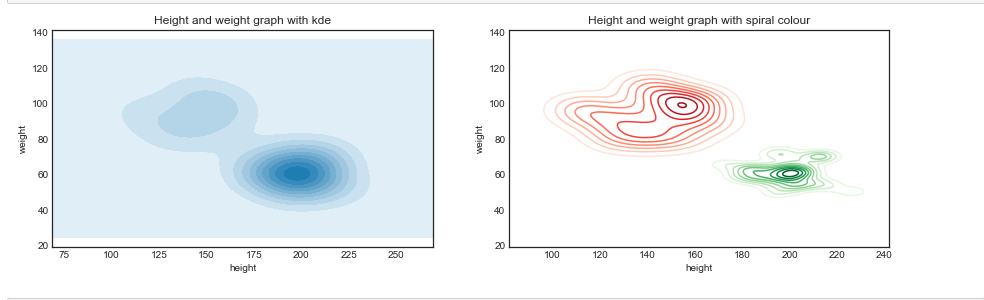 Height and weight graph with kde
140
120
100
80
60
40
20
weight
75 100 125 150 175 200 225 250
height
Height and weight graph with spiral colour
140
120
100
80
60
40
20
weight
100 120 140 160 180 200 220 240
height